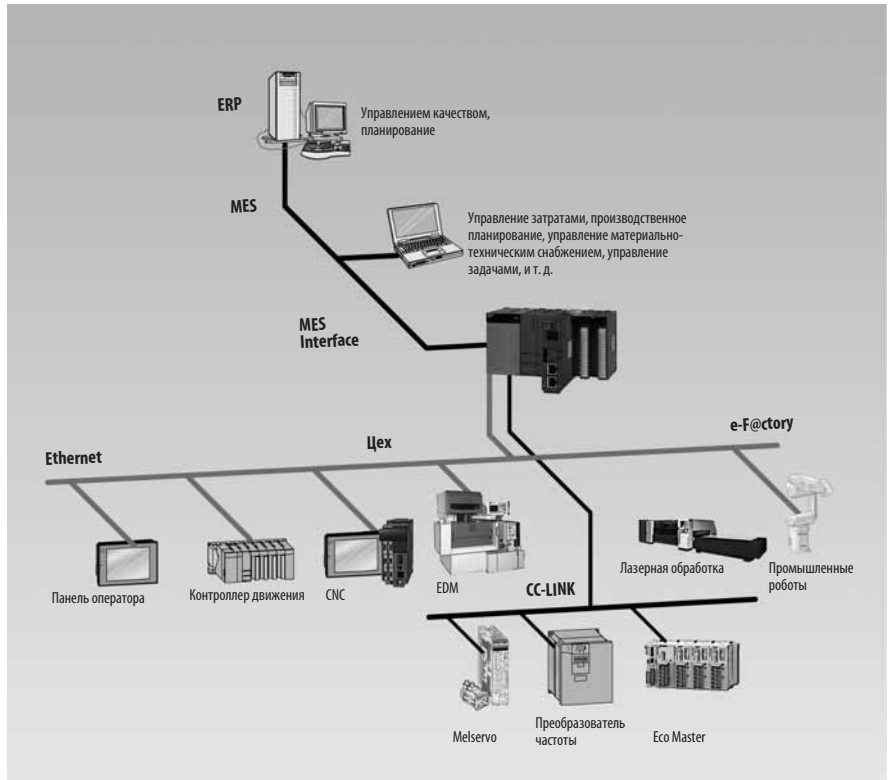 ERP
Управлением качеством,
планирование
MES
Управление затратами, производственное
планирование, управление материально-
техническим снабжением, управление
задачами, и т. д.
MES
Interface
e-F@ctory
Цех
Ethernet
Панель оператора
Контроллер движения
CNC
EDM
CC-LINK
Лазерная обработка
Промышленные
роботы
Melservo
Преобразователь
частоты
Eco Master